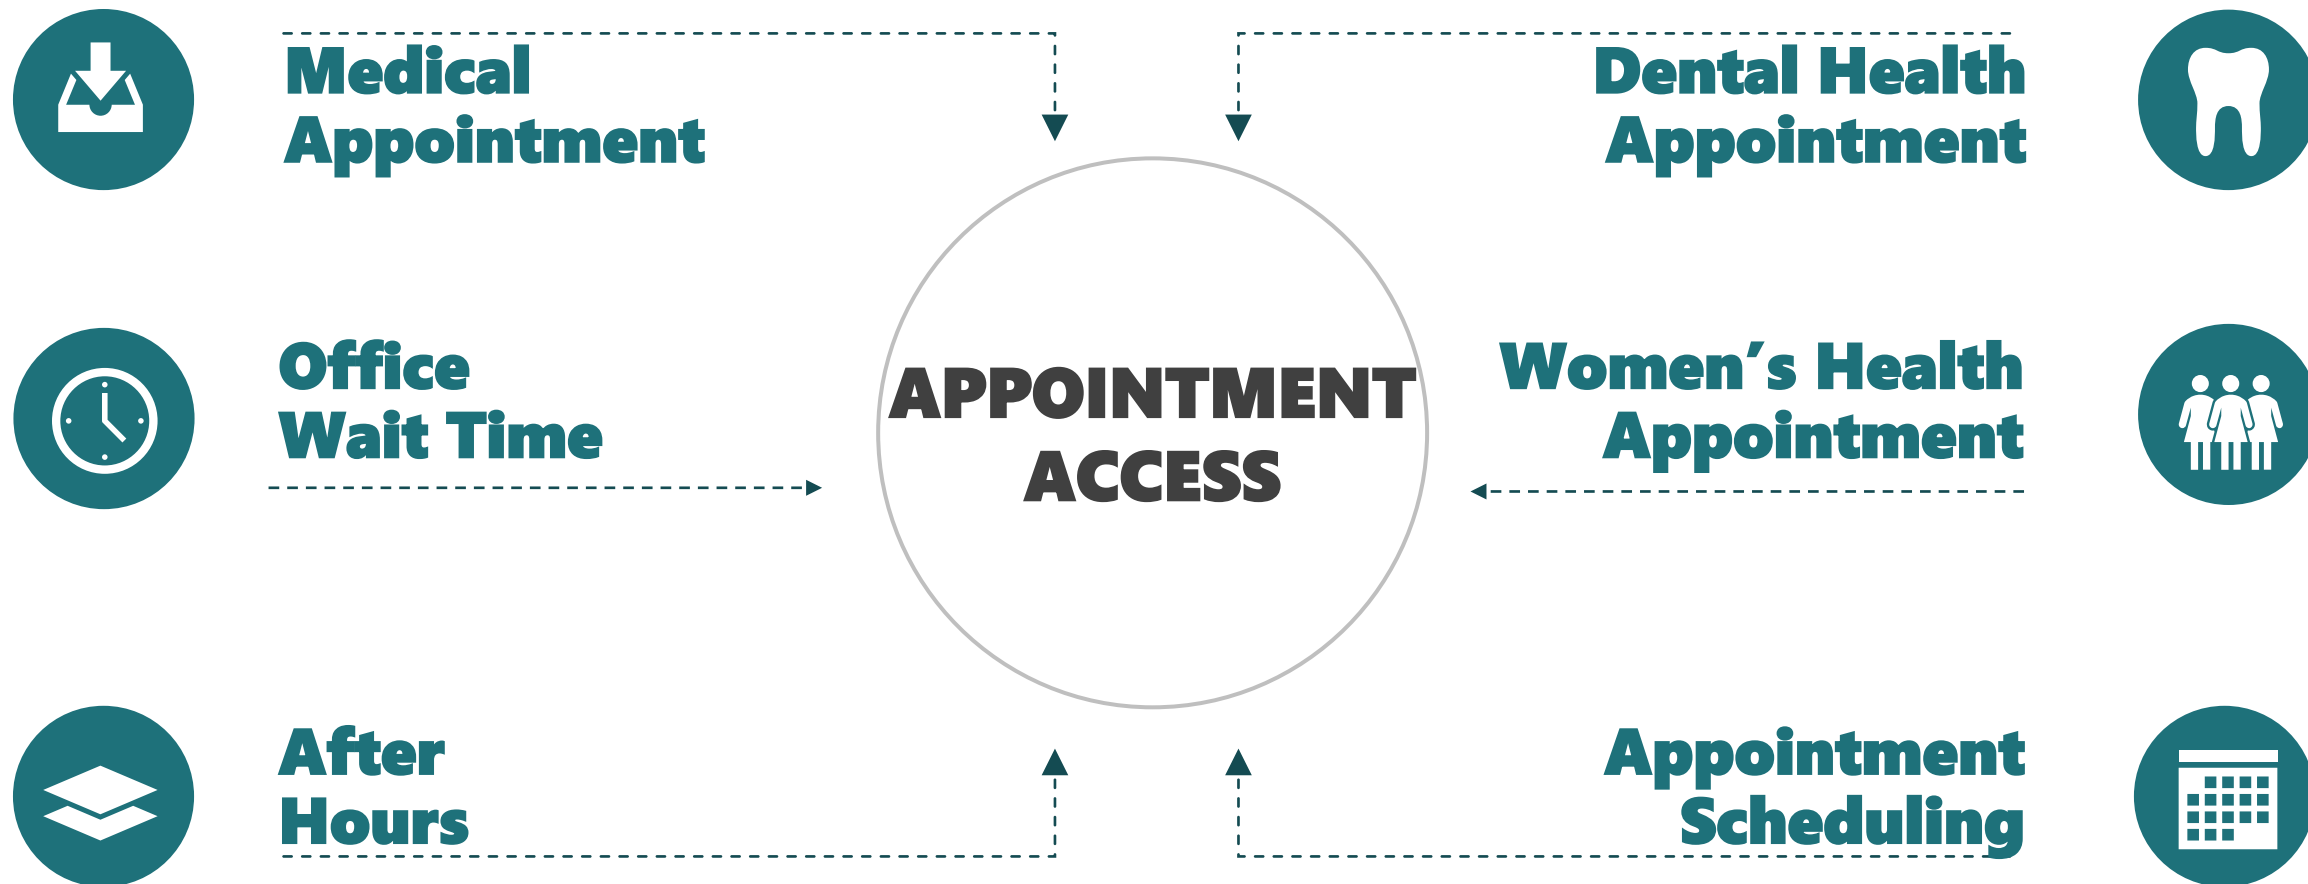 Medical
Appointment
Dental Health
Appointment
Office
Wait Time
APPOINTMENT
ACCESS
Women’s Health
Appointment
After
Hours
Appointment
Scheduling